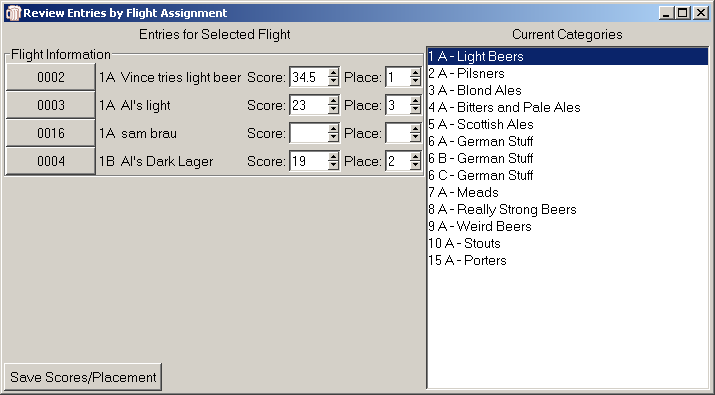 Review Entries by Flight Assignment
Entries for Selected Flight
Flight Information
0002 1A Vince tries light beer Score: 34.5 Place: 1
0003 1A Al's light Score: 23 Place: 3
0016 1A sam brau Score: Place:
0004 1B Al's Dark Lager Score: 19 Place: 2
Save Scores/Placement
Current Categories
1 A - Light Beers
2 A - Pilsners
3 A - Blond Ales
4 A - Bitters and Pale Ales
5 A - Scottish Ales
6 A - German Stuff
6 B - German Stuff
6 C - German Stuff
7 A - Meads
8 A - Really Strong Beers
9 A - Weird Beers
10 A - Stouts
15 A - Porters